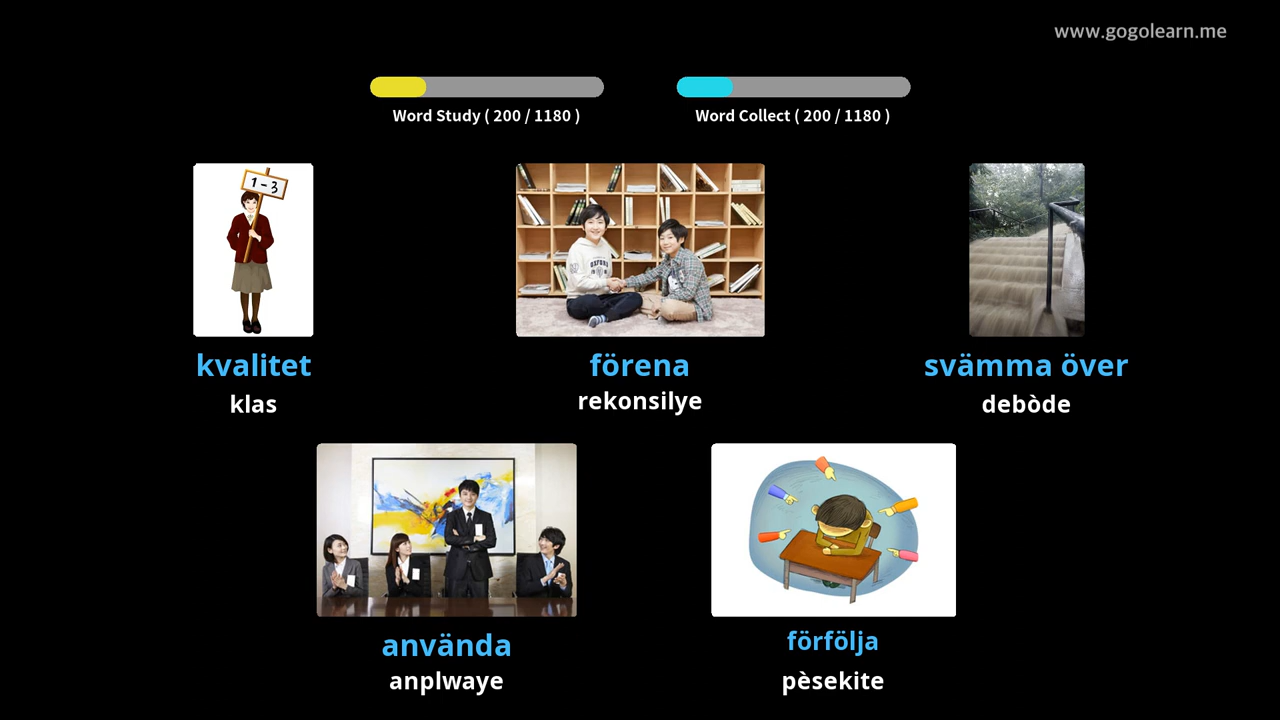 www.gogolearn.me
Word Study ( 200 / 1180 )
Word Collect ( 200 / 1180 )
1-3
OXFORD
kvalitet
förena
svämma över
klas
rekonsilye
debòde
använda
förfölja
anplwaye
pèsekite